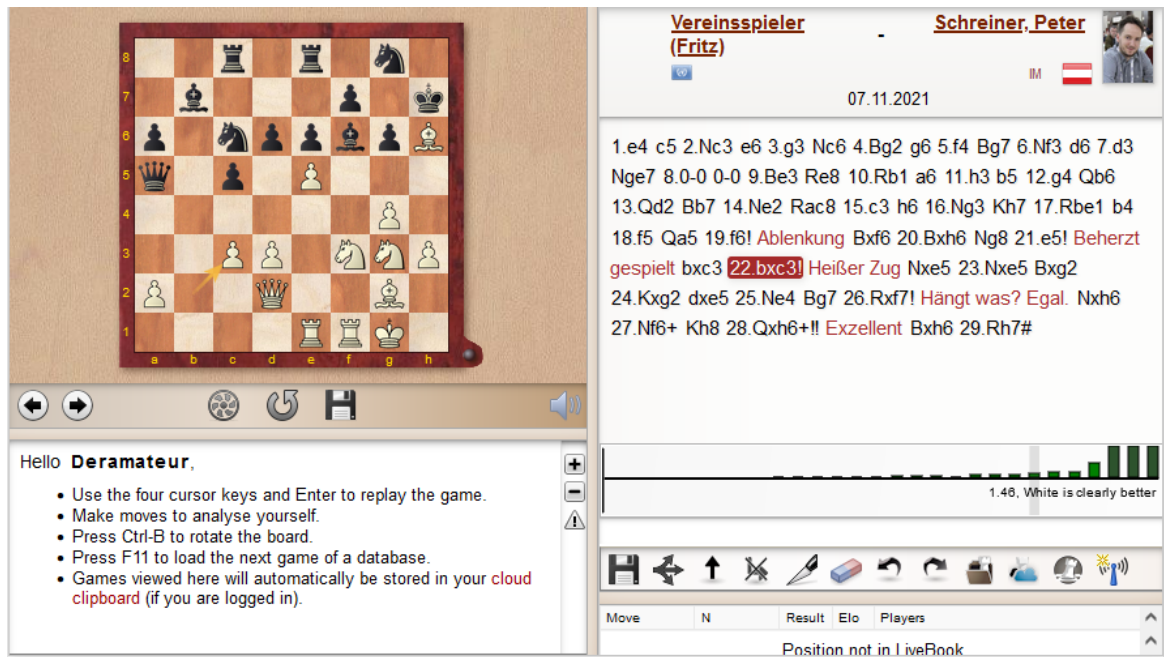 Vereinsspieler
(Fritz)
-
Schreiner, Peter
IM
07.11.2021
8
7
6
5
4
3
2
1
a b c d e f g h
1.e4 c5 2.Nc3 e6 3.g3 Nc6 4.Bg2 g6 5.f4 Bg7 6.Nf3 d6 7.d3
Nge7 8.0-0 0-0 9.Be3 Re8 10.Rb1 a6 11.h3 b5 12.g4 Qb6
13.Qd2 Bb7 14.Ne2 Rac8 15.c3 h6 16.Ng3 Kh7 17.Rbe1 b4
18.f5 Qa5 19.f6! Ablenkung Bxf6 20.Bxh6 Ng8 21.e5! Beherzt
gespielt bxc3 22.bxc3! Heißer Zug Nxe5 23.Nxe5 Bxg2
24.Kxg2 dxe5 25.Ne4 Bg7 26.Rxf7! Hängt was? Egal. Nxh6
27.Nf6+ Kh8 28.Qxh6+!! Exzellent Bxh6 29.Rh7#
1.46, White is clearly better
Hello Deramateur,
• Use the four cursor keys and Enter to replay the game.
• Make moves to analyse yourself.
• Press Ctrl-B to rotate the board.
• Press F11 to load the next game of a database.
• Games viewed here will automatically be stored in your cloud
clipboard (if you are logged in).
Move N Result Elo Players
Position not in LiveBook